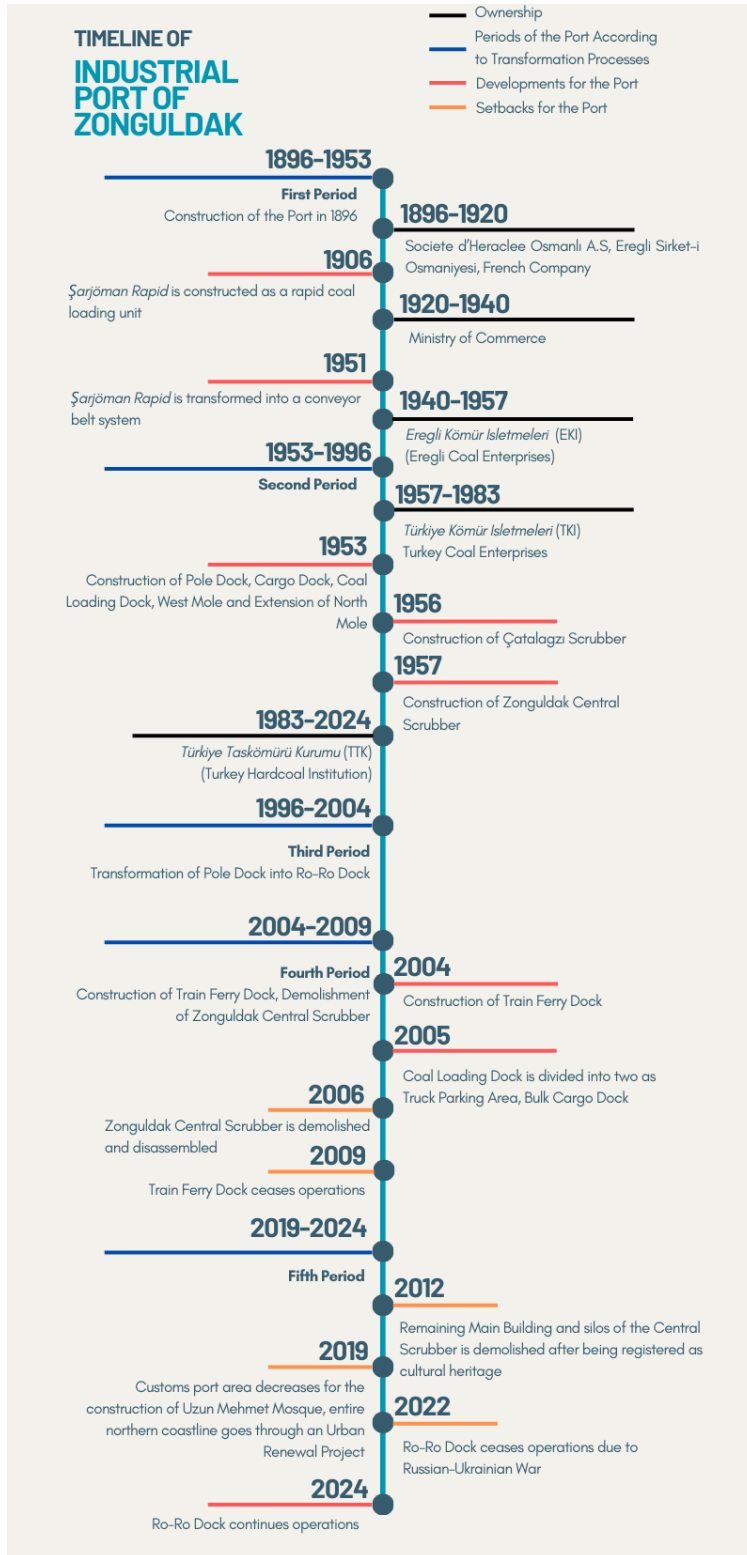 TIMELINE OF
INDUSTRIAL
PORT OF
ZONGULDAK
Ownership
Periods of the Port According
to Transformation Processes
Developments for the Port
Setbacks for the Port
1896-1953
First Period
Construction of the Port in 1896
1896-1920
Societe d'Heraclee Osmanlı A.S, Eregli Sirket-i
Osmaniyesi, French Company
1906
Şarjöman Rapid is constructed as a rapid coal
loading unit
1920-1940
Ministry of Commerce
1951
Şarjöman Rapid is transformed into a conveyor
belt system
1940-1957
Eregli Kömür Isletmeleri (EKI)
(Eregli Coal Enterprises)
1953-1996
Second Period
1957-1983
Türkiye Kömür Isletmeleri (TKI)
Turkey Coal Enterprises
1953
Construction of Pole Dock, Cargo Dock, Coal
Loading Dock, West Mole and Extension of North
Mole
1956
Construction of Çatalagzı Scrubber
1957
Construction of Zonguldak Central
Scrubber
1983-2024
Türkiye Taskömürü Kurumu (TTK)
(Turkey Hardcoal Institution)
1996-2004
Third Period
Transformation of Pole Dock into Ro-Ro Dock
2004-2009
Fourth Period
Construction of Train Ferry Dock, Demolishment
of Zonguldak Central Scrubber
2004
Construction of Train Ferry Dock
2005
Coal Loading Dock is divided into two as
Truck Parking Area, Bulk Cargo Dock
2006
Zonguldak Central Scrubber is demolished
and disassembled
2009
Train Ferry Dock ceases operations
2019-2024
Fifth Period
2012
Remaining Main Building and silos of the Central
Scrubber is demolished after being registered as
cultural heritage
2019
Customs port area decreases for the
construction of Uzun Mehmet Mosque, entire
northern coastline goes through an Urban
Renewal Project
2022
Ro-Ro Dock ceases operations due to
Russian-Ukrainian War
2024
Ro-Ro Dock continues operations